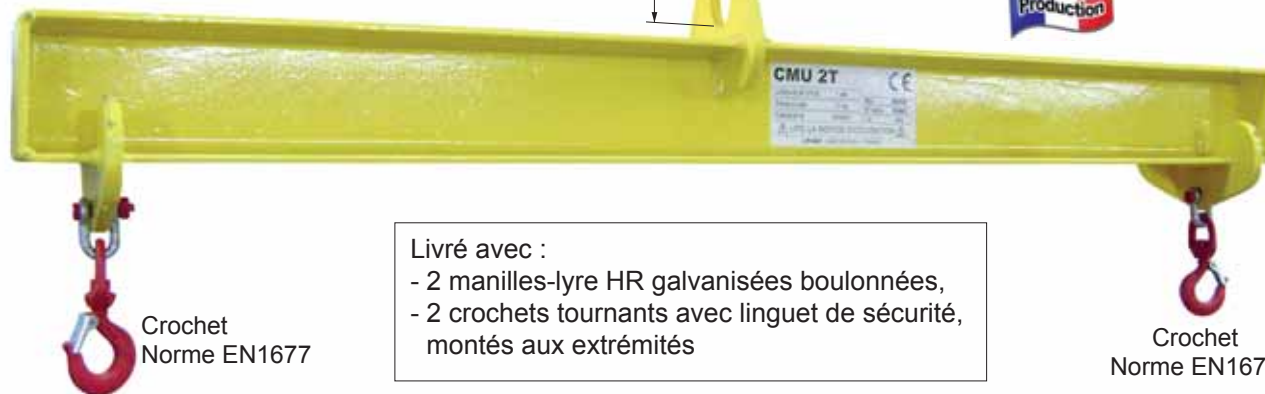 Production
CMU 2T
CE
Livré avec :
- 2 manilles-lyre HR galvanisées boulonnées,
- 2 crochets tournants avec linguet de sécurité,
montés aux extrémités
Crochet
Norme EN1677
Crochet
Norme EN167